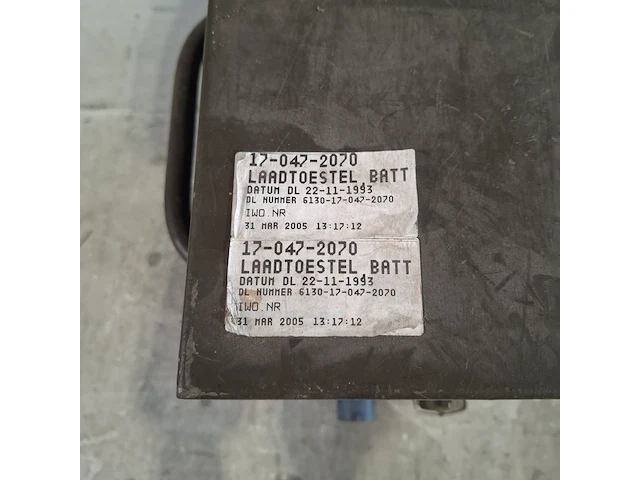 17-047-2070
LAADTOESTEL,BATT
DATUM DL 22-11-1993
DL NUMMER 6130-17-047-2070
IWO.NR
31 MAR 2005 13:17:12
17-047-2070
LAADTOESTEL,BATT
DATUM DL 22-11-1993
DL NUMMER 6130-17-047-2070
IWO.NR
31 MAR 2005 13:17:12